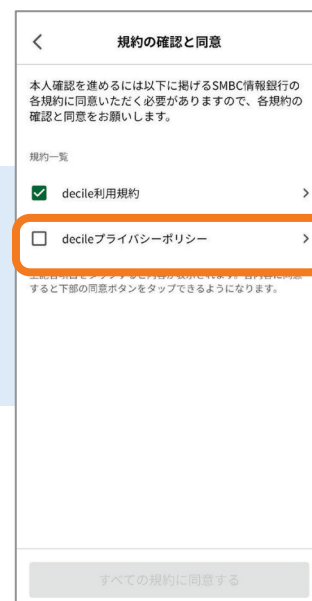 規約の確認と同意
本人確認を進めるには以下に掲げるSMBC情報銀行の
各規約に同意いただく必要がありますので、各規約の
確認と同意をお願いします。
規約一覧
decile利用規約
decileプライバシーポリシー
すると下部の同意ボタンをタップできるようになります。
すべての規約に同意する